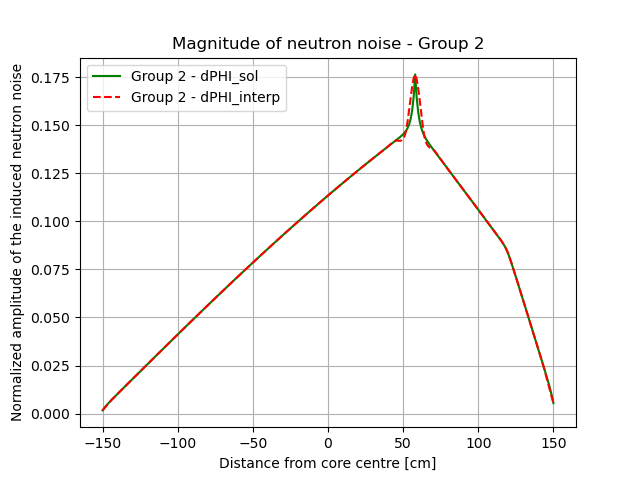 Magnitude of neutron noise - Group 2
Group 2 - dPHI_sol
Group 2 - dPHI_interp
Normalized amplitude of the induced neutron noise
0.175
0.150
0.125
0.100
0.075
0.050
0.025
0.000
−150 −100 −50 0 50 100 150
Distance from core centre [cm]